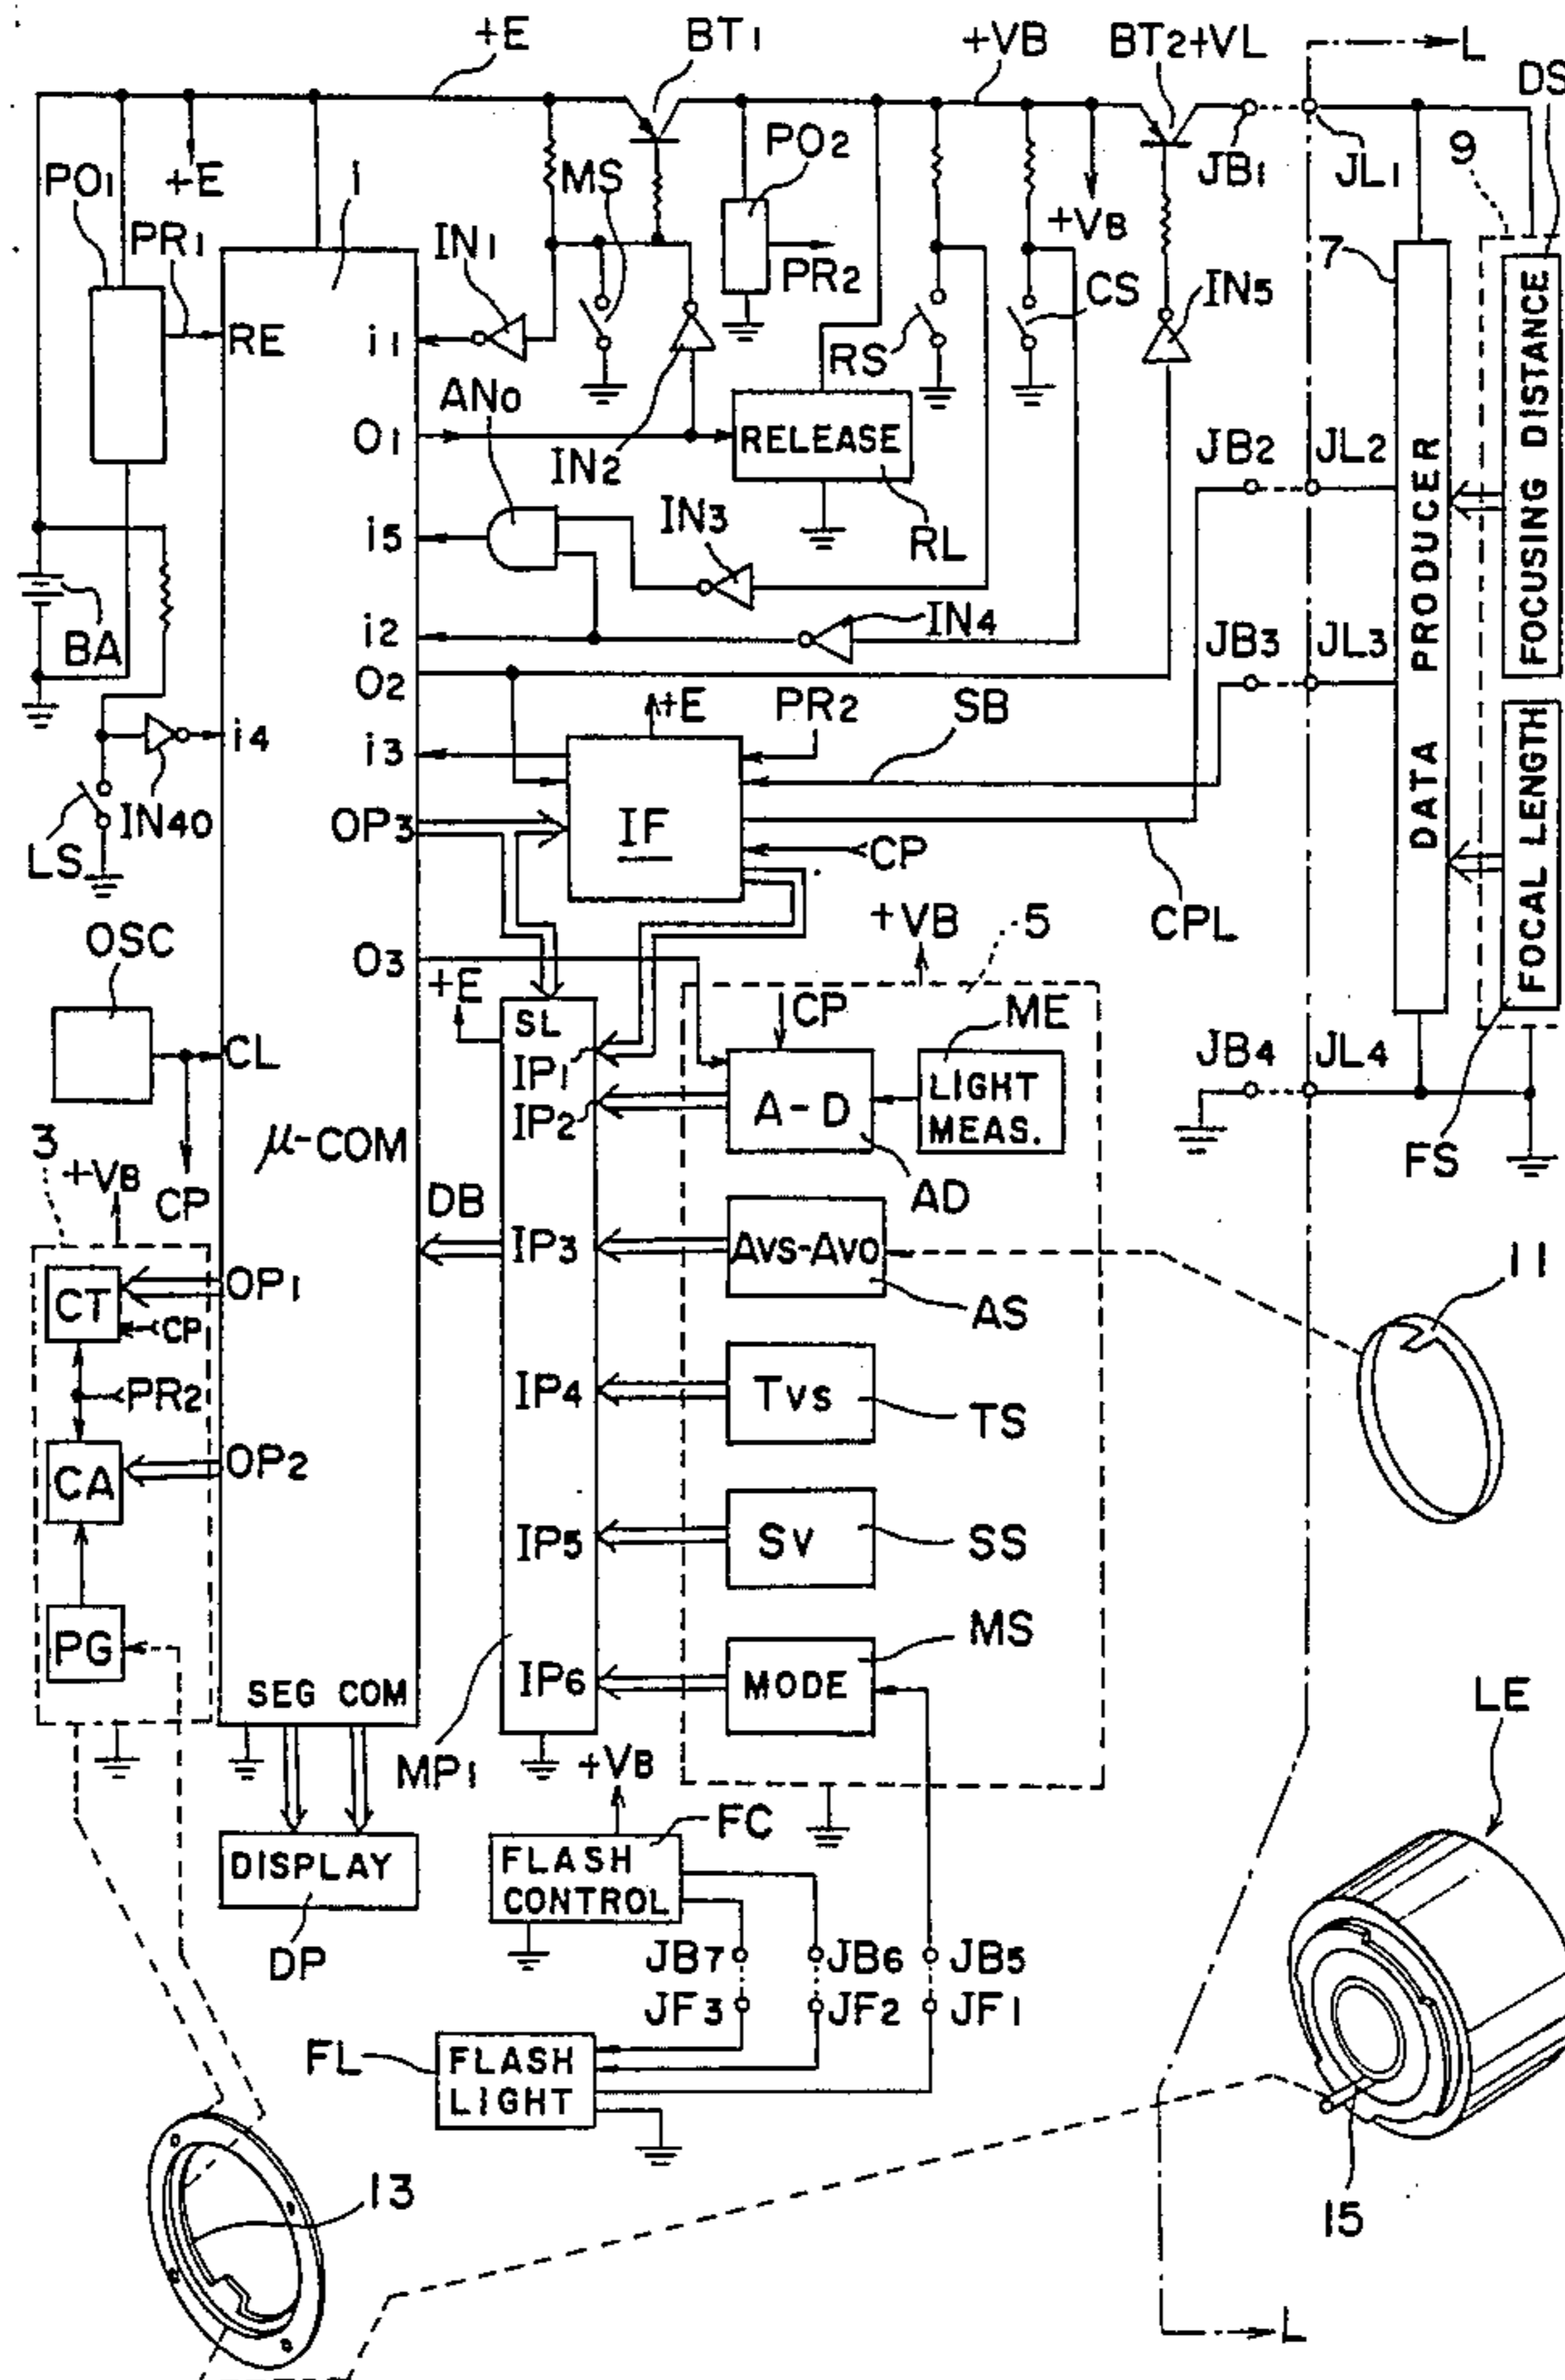 +E
BT1
+VB
BT2+VL
L
DS
PO1
+E
1
MS
PO2
+VB
JB1
JL1
9
PR1
IN1
PR2
CS
IN5
7
RE
i1
RS
FOCUSING DISTANCE
AN0
O1
IN2
RELEASE
JB2
JL2
i5
IN3
RL
DATA PRODUCER
BA
i2
IN4
JB3
JL3
O2
+E
PR2
SB
i4
i3
FOCAL LENGTH
IN40
OP3
IF
CP
LS
CPL
OSC
+VB
5
O3
+E
SL
CP
ME
CL
IP1
JB4
JL4
IP2
A-D
LIGHT
MEAS.
3
+VB
μ-COM
FS
CP
DB
AD
IP3
AVS-AVO
11
OP1
CT
CP
AS
PR2
IP4
TVS
TS
OP2
CA
IP5
SV
SS
PG
MS
SEG COM
IP6
MODE
LE
MP1
+VB
FC
DISPLAY
FLASH
CONTROL
DP
JB7
JB6
JB5
JF3
JF2
JF1
FL
FLASH
LIGHT
13
15
L